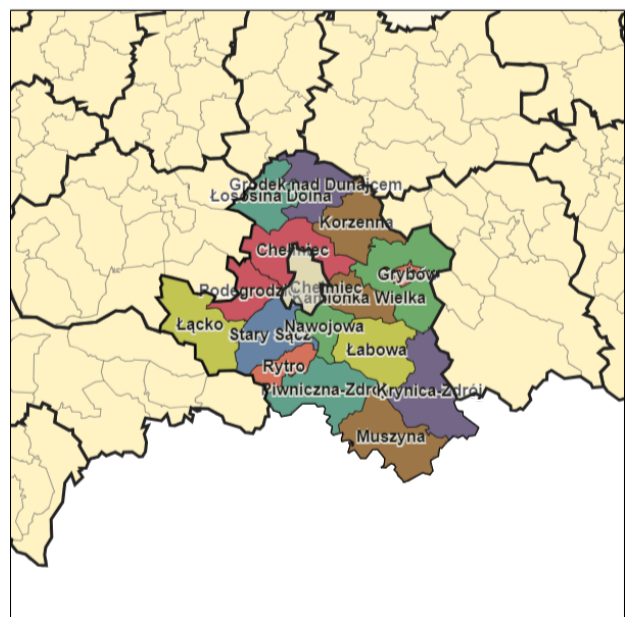 Gródek nad Dunajcem
Łososina Dolna
Korzenna
Chełmiec
Grybów
Chełmiec
Podegrodzie
Kamionka Wielka
Łącko
Nawojowa
Stary Sącz
Łabowa
Rytro
Piwniczna-Zdrój
Krynica-Zdrój
Muszyna